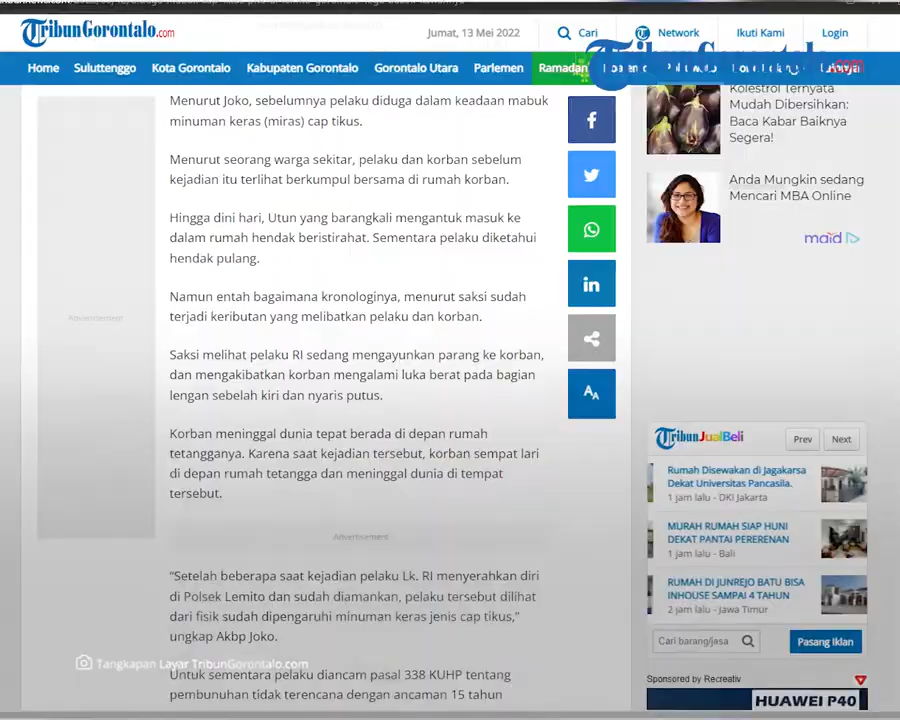 TribunGorontalo.com
Jumat, 13 Mei 2022
Cari
Network
Ikuti Kami
Login
Home
Suluttenggo
Kota Gorontalo
Kabupaten Gorontalo
Gorontalo Utara
Parlemen
Ramadan
Menurut Joko, sebelumnya pelaku diduga dalam keadaan mabuk
minuman keras (miras) cap tikus.
Menurut seorang warga sekitar, pelaku dan korban sebelum
kejadian itu terlihat berkumpul bersama di rumah korban.
Hingga dini hari, Utun yang barangkali mengantuk masuk ke
dalam rumah hendak beristirahat. Sementara pelaku diketahui
hendak pulang.
Namun entah bagaimana kronologinya, menurut saksi sudah
terjadi keributan yang melibatkan pelaku dan korban.
Saksi melihat pelaku RI sedang mengayunkan parang ke korban,
dan mengakibatkan korban mengalami luka berat pada bagian
lengan sebelah kiri dan nyaris putus.
Korban meninggal dunia tepat berada di depan rumah
tetangganya. Karena saat kejadian tersebut, korban sempat lari
di depan rumah tetangga dan meninggal dunia di tempat
tersebut.
Advertisement
“Setelah beberapa saat kejadian pelaku Lk. RI menyerahkan diri
di Polsek Lemito dan sudah diamankan, pelaku tersebut dilihat
dari fisik sudah dipengaruhi minuman keras jenis cap tikus,”
ungkap Akbp Joko.
Untuk sementara pelaku diancam pasal 338 KUHP tentang
pembunuhan tidak terencana dengan ancaman 15 tahun
Advertisement
Tangkapan Layar TribunGorontalo.com
Kolestrol Ternyata
Mudah Dibersihkan:
Baca Kabar Baiknya
Segera!
Anda Mungkin sedang
Mencari MBA Online
maid
TribunJualBeli
Prev
Next
Rumah Disewakan di Jagakarsa
Dekat Universitas Pancasila.
1 jam lalu - DKI Jakarta
MURAH RUMAH SIAP HUNI
DEKAT PANTAI PERERENAN
1 jam lalu - Bali
RUMAH DI JUNREJO BATU BISA
INHOUSE SAMPAI 4 TAHUN
2 jam lalu - Jawa Timur
Cari barang/jasa
Pasang Iklan
Sponsored by Recreativ
HUAWEI P40